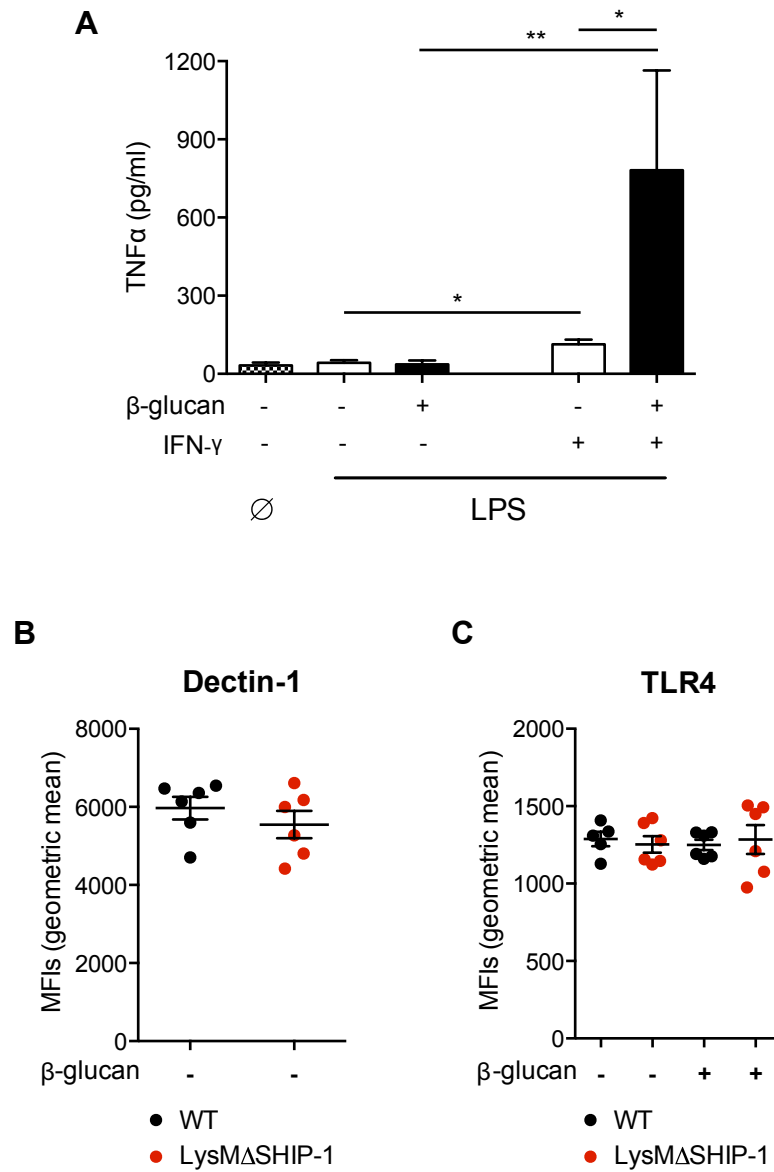 A
*
**
*
1200
900
600
300
0
TNFα (pg/ml)
β-glucan - - + - +
IFN-γ - - - + +
∅ LPS
B
Dectin-1
8000
6000
4000
2000
0
MFIs (geometric mean)
β-glucan - -
WT
LysMΔSHIP-1
C
TLR4
2000
1500
1000
500
0
MFIs (geometric mean)
β-glucan - - + +
WT
LysMΔSHIP-1